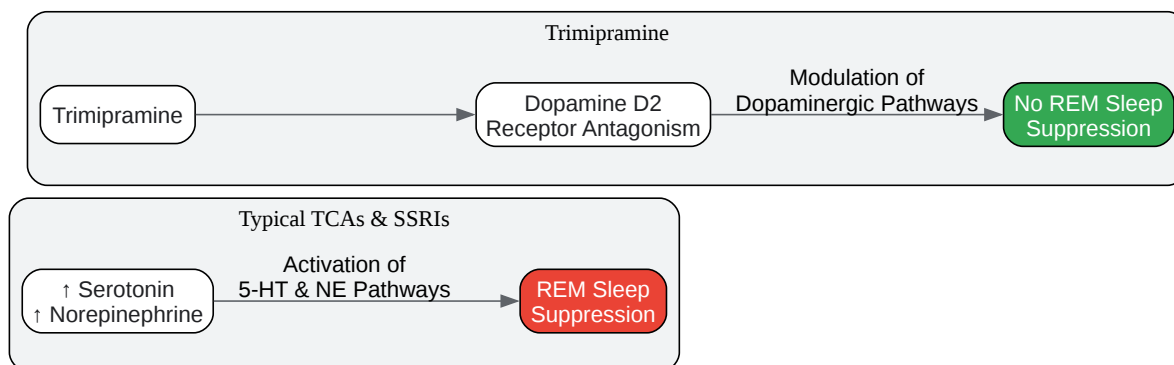 Trimipramine
Trimipramine
Dopamine D2
Receptor Antagonism
Modulation of
Dopaminergic Pathways
No REM Sleep
Suppression
Typical TCAs & SSRIs
↑ Serotonin
↑ Norepinephrine
Activation of
5-HT & NE Pathways
REM Sleep
Suppression